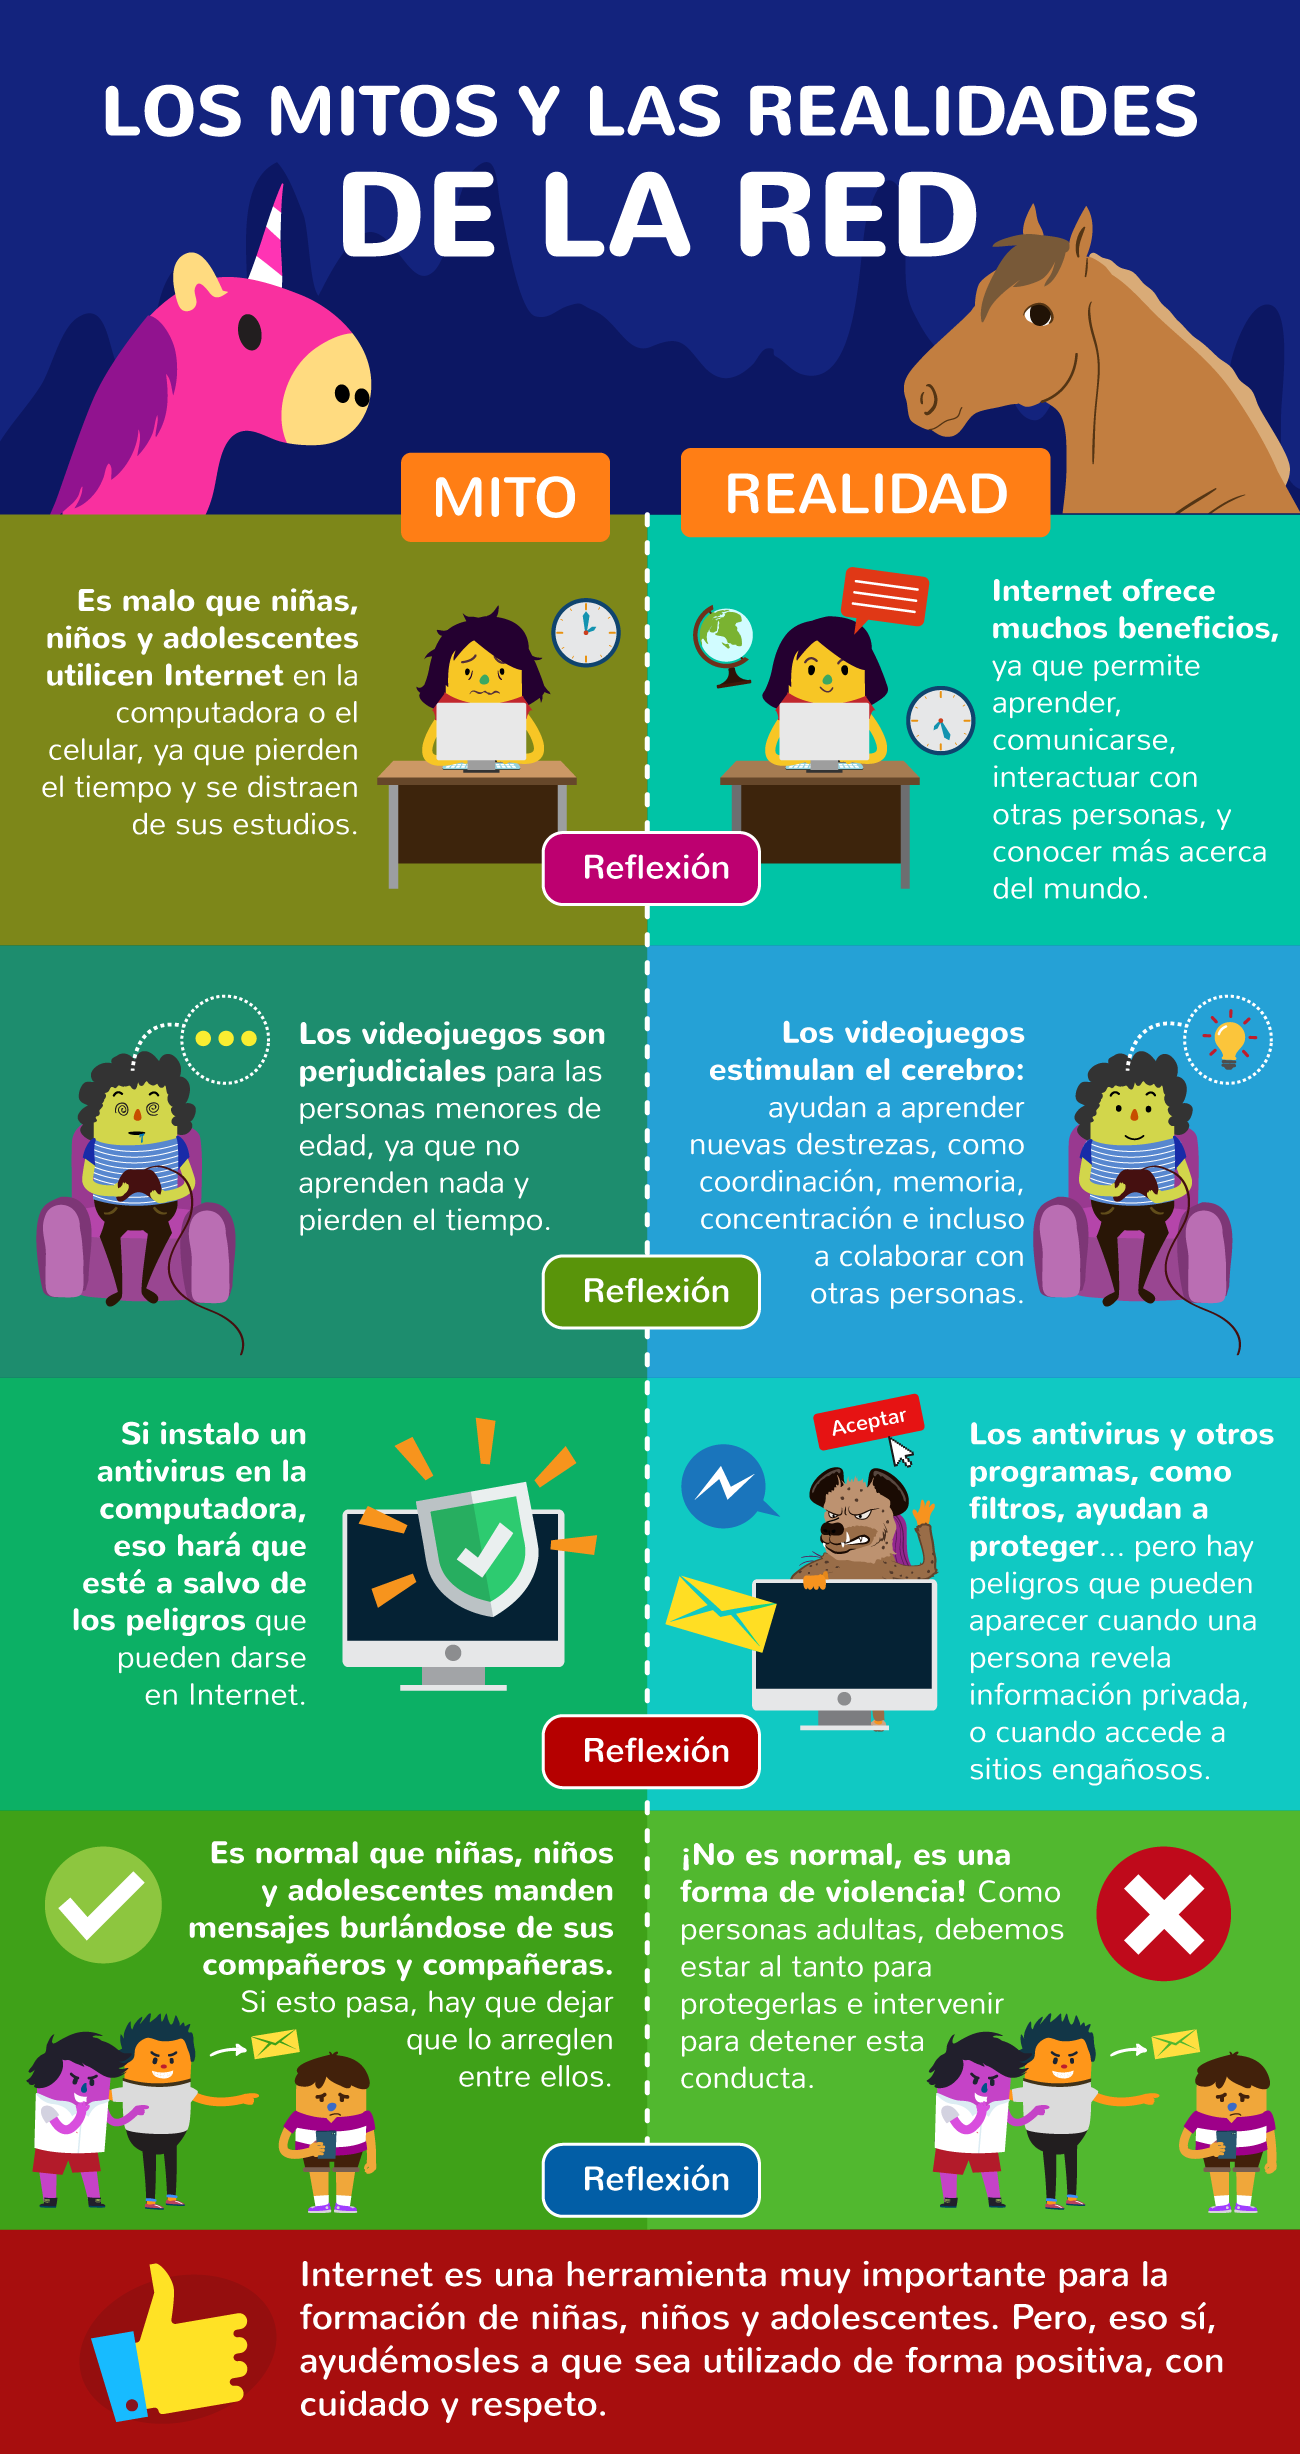 LOS MITOS Y LAS REALIDADES
DE LA RED
MITO
REALIDAD
Es malo que niñas,
niños y adolescentes
utilicen Internet en la
computadora o el
celular, ya que pierden
el tiempo y se distraen
de sus estudios.
Internet ofrece
muchos beneficios,
ya que permite
aprender,
comunicarse,
interactuar con
otras personas, y
conocer más acerca
del mundo.
Reflexión
Los videojuegos son
perjudiciales para las
personas menores de
edad, ya que no
aprenden nada y
pierden el tiempo.
Los videojuegos
estimulan el cerebro:
ayudan a aprender
nuevas destrezas, como
coordinación, memoria,
concentración e incluso
a colaborar con
otras personas.
Reflexión
Si instalo un
antivirus en la
computadora,
eso hará que
esté a salvo de
los peligros que
pueden darse
en Internet.
Aceptar
Los antivirus y otros
programas, como
filtros, ayudan a
proteger... pero hay
peligros que pueden
aparecer cuando una
persona revela
información privada,
o cuando accede a
sitios engañosos.
Reflexión
Es normal que niñas, niños
y adolescentes manden
mensajes burlándose de sus
compañeros y compañeras.
Si esto pasa, hay que dejar
que lo arreglen
entre ellos.
¡No es normal, es una
forma de violencia! Como
personas adultas, debemos
estar al tanto para
protegerlas e intervenir
para detener esta
conducta.
Reflexión
Internet es una herramienta muy importante para la
formación de niñas, niños y adolescentes. Pero, eso sí,
ayudémosles a que sea utilizado de forma positiva, con
cuidado y respeto.